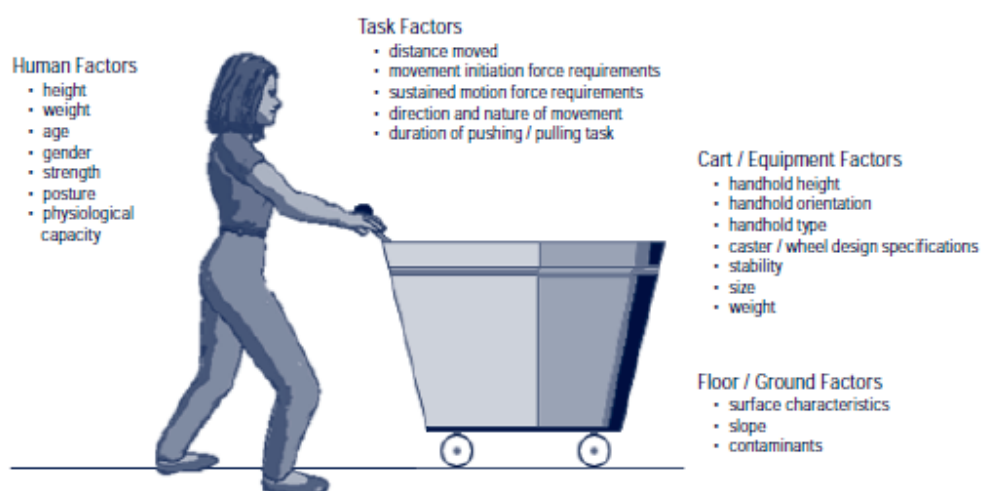 Task Factors
• distance moved
• movement initiation force requirements
• sustained motion force requirements
• direction and nature of movement
• duration of pushing / pulling task
Human Factors
• height
• weight
• age
• gender
• strength
• posture
• physiological
capacity
Cart / Equipment Factors
• handhold height
• handhold orientation
• handhold type
• caster / wheel design specifications
• stability
• size
• weight
Floor / Ground Factors
• surface characteristics
• slope
• contaminants